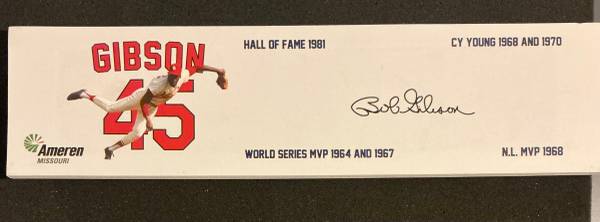 GIBSON
45
Ameren
MISSOURI
HALL OF FAME 1981
CY YOUNG 1968 AND 1970
Bob Gibson
WORLD SERIES MVP 1964 AND 1967
N.L. MVP 1968